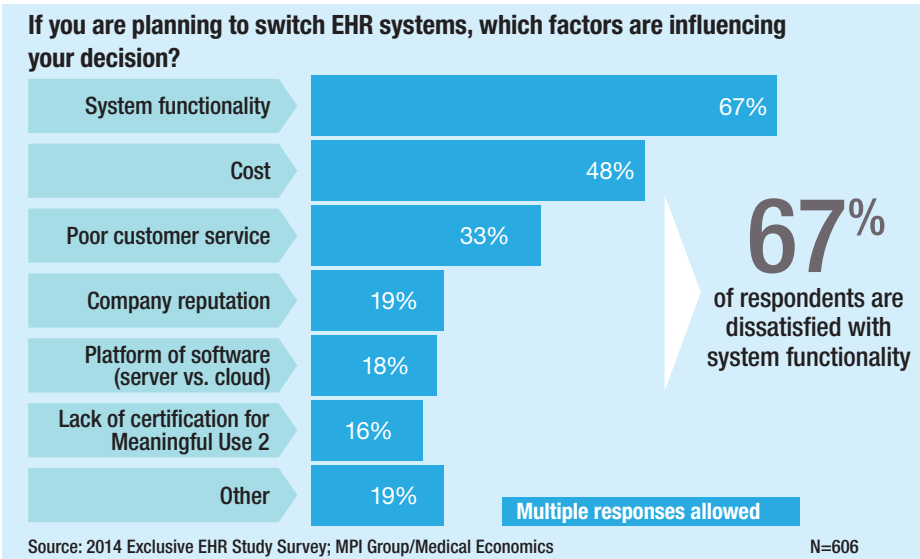 If you are planning to switch EHR systems, which factors are influencing
your decision?
System functionality
67%
Cost
48%
Poor customer service
33%
Company reputation
19%
Platform of software
(server vs. cloud)
18%
Lack of certification for
Meaningful Use 2
16%
Other
19%
67%
of respondents are
dissatisfied with
system functionality
Multiple responses allowed
Source: 2014 Exclusive EHR Study Survey; MPI Group/Medical Economics
N=606